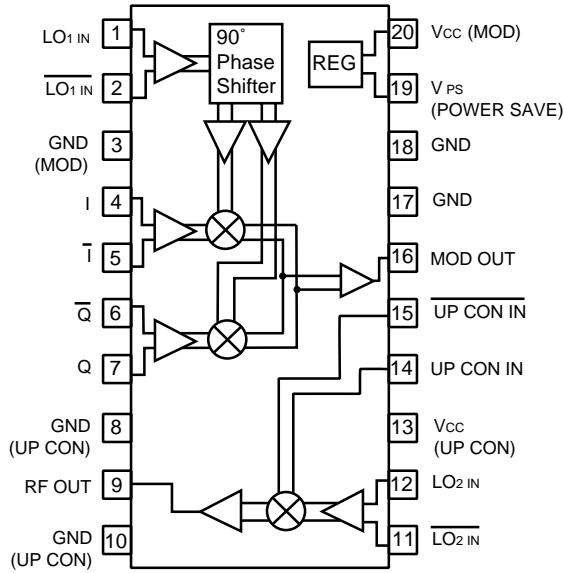 LO1 IN 1
LO1 IN 2
GND 3
(MOD)
I 4
I 5
Q 6
Q 7
GND 8
(UP CON)
RF OUT 9
GND 10
(UP CON)
90°
Phase
Shifter
REG
20 VCC (MOD)
19 VPS
(POWER SAVE)
18 GND
17 GND
16 MOD OUT
15 UP CON IN
14 UP CON IN
13 VCC
(UP CON)
12 LO2 IN
11 LO2 IN